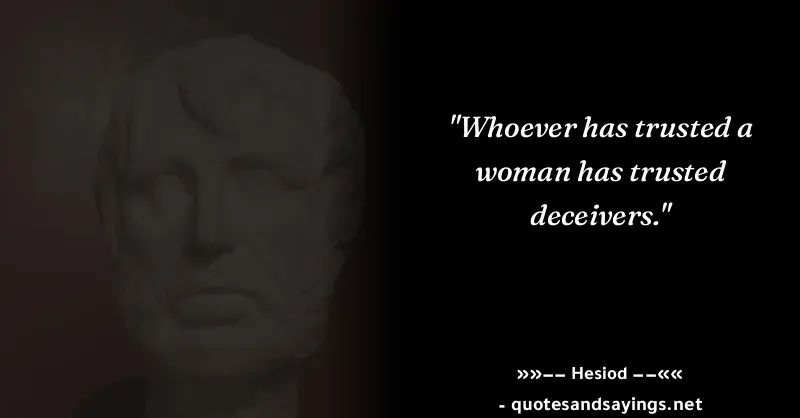 "Whoever has trusted a
woman has trusted
deceivers."
»»—— Hesiod ——««
- quotesandsayings.net